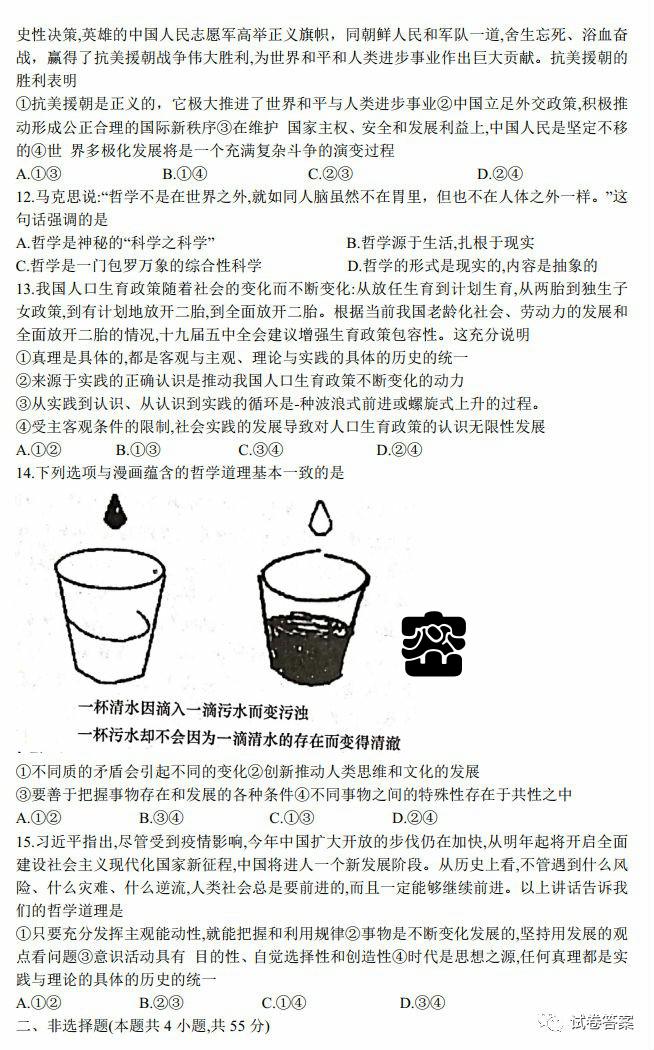 史性决策,英雄的中国人民志愿军高举正义旗帜，同朝鲜人民和军队一道,舍生忘死、浴血奋
战，赢得了抗美援朝战争伟大胜利,为世界和平和人类进步事业作出巨大贡献。抗美援朝的
胜利表明
①抗美援朝是正义的，它极大推进了世界和平与人类进步事业②中国立足外交政策,积极推
动形成公正合理的国际新秩序③在维护 国家主权、安全和发展利益上,中国人民是坚定不移
的④世 界多极化发展将是一个充满复杂斗争的演变过程
A.①③ B.①④ C.②③ D.②④
12.马克思说:“哲学不是在世界之外,就如同人脑虽然不在胃里，但也不在人体之外一样。”这
句话强调的是
A.哲学是神秘的“科学之科学” B.哲学源于生活,扎根于现实
C.哲学是一门包罗万象的综合性科学 D.哲学的形式是现实的,内容是抽象的
13.我国人口生育政策随着社会的变化而不断变化:从放任生育到计划生育,从两胎到独生子
女政策,到有计划地放开二胎,到全面放开二胎。根据当前我国老龄化社会、劳动力的发展和
全面放开二胎的情况,十九届五中全会建议增强生育政策包容性。这充分说明
①真理是具体的,都是客观与主观、理论与实践的具体的历史的统一
②来源于实践的正确认识是推动我国人口生育政策不断变化的动力
③从实践到认识、从认识到实践的循环是-种波浪式前进或螺旋式上升的过程。
④受主客观条件的限制,社会实践的发展导致对人口生育政策的认识无限性发展
A.①② B.①③ C.③④ D.②④
14.下列选项与漫画蕴含的哲学道理基本一致的是
一杯清水因滴入一滴污水而变污浊
一杯污水却不会因为一滴清水的存在而变得清澈
①不同质的矛盾会引起不同的变化②创新推动人类思维和文化的发展
③要善于把握事物存在和发展的各种条件④不同事物之间的特殊性存在于共性之中
A.①② B.③④ C.①③ D.②④
15.习近平指出,尽管受到疫情影响,今年中国扩大开放的步伐仍在加快,从明年起将开启全面
建设社会主义现代化国家新征程,中国将进人一个新发展阶段。从历史上看,不管遇到什么风
险、什么灾难、什么逆流,人类社会总是要前进的,而且一定能够继续前进。以上讲话告诉我
们的哲学道理是
①只要充分发挥主观能动性,就能把握和利用规律②事物是不断变化发展的,坚持用发展的观
点看问题③意识活动具有 目的性、自觉选择性和创造性④时代是思想之源,任何真理都是实
践与理论的具体的历史的统一
A.①② B.②③ C.①④ D.③④
二、非选择题(本题共 4 小题,共 55 分)
试卷答案